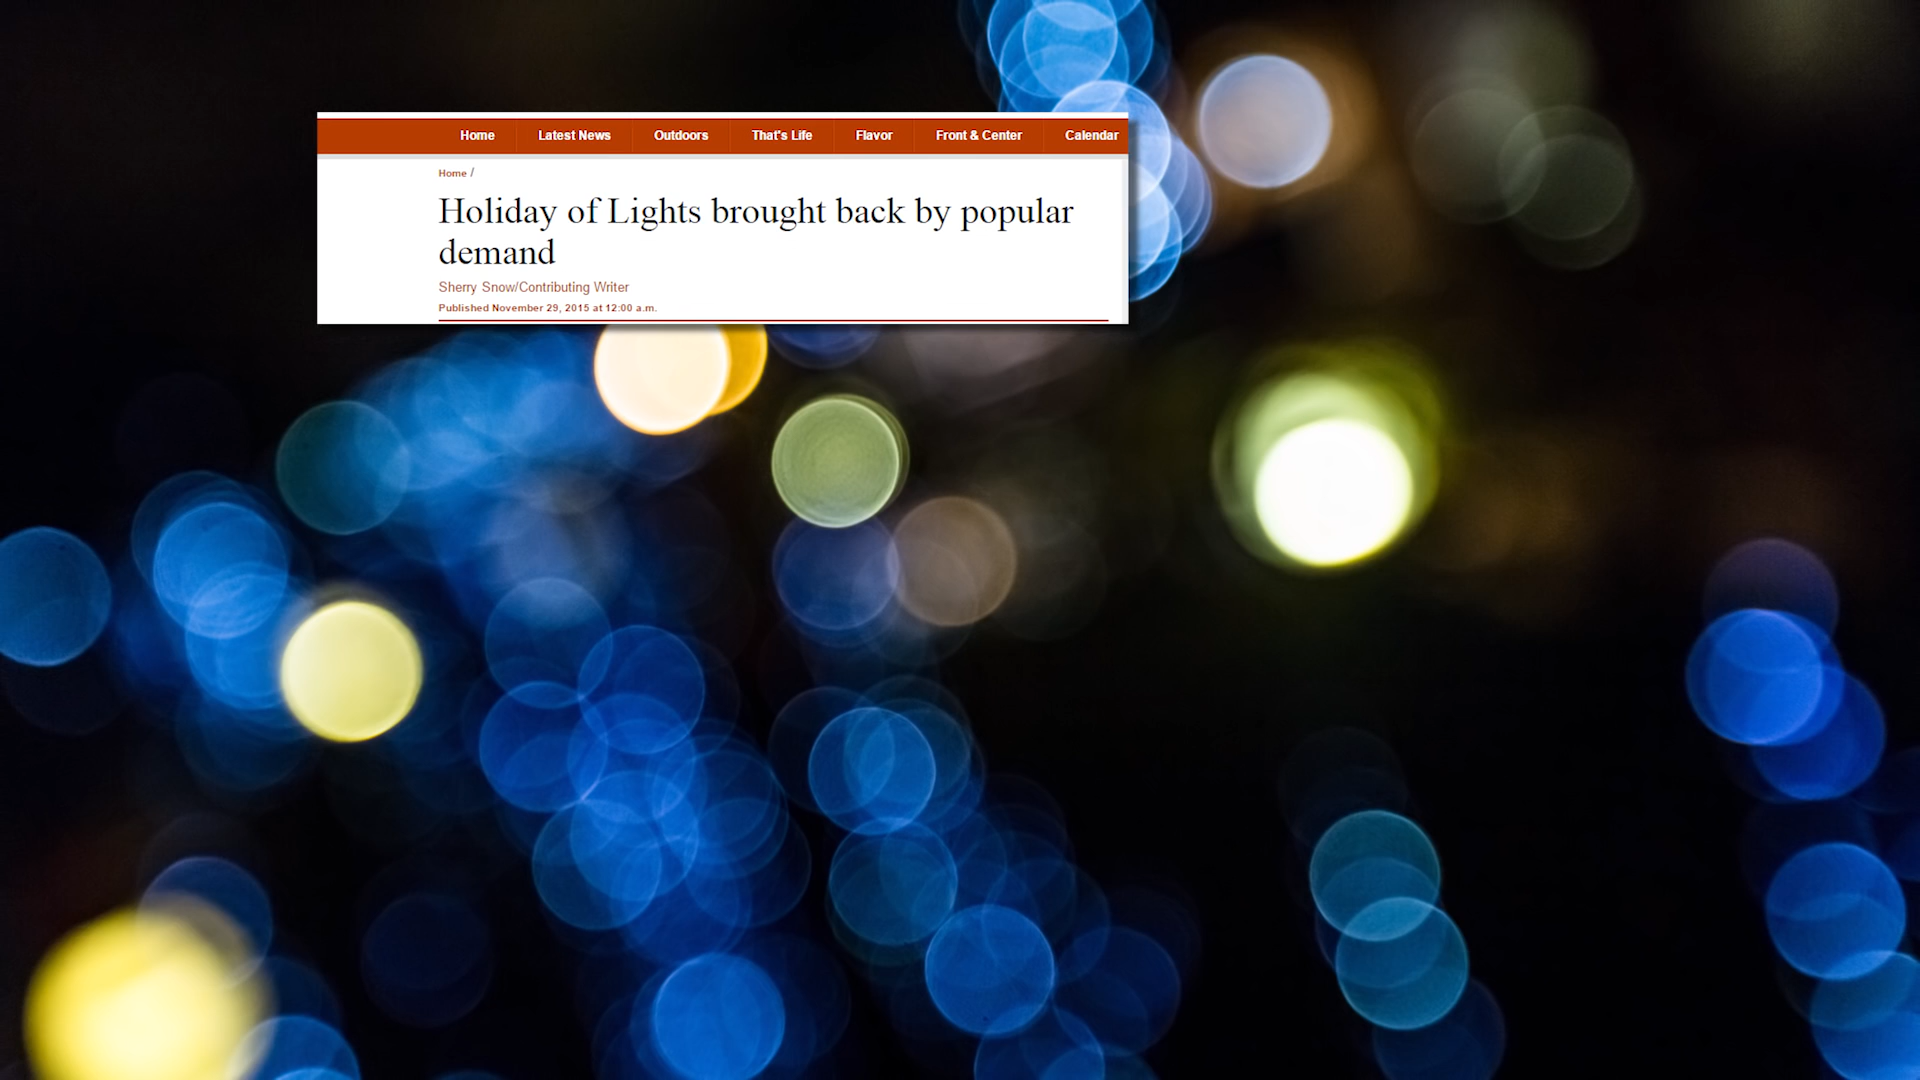 Home Latest News Outdoors That's Life Flavor Front & Center Calendar
Home /
Holiday of Lights brought back by popular
demand
Sherry Snow/Contributing Writer
Published November 29, 2015 at 12:00 a.m.